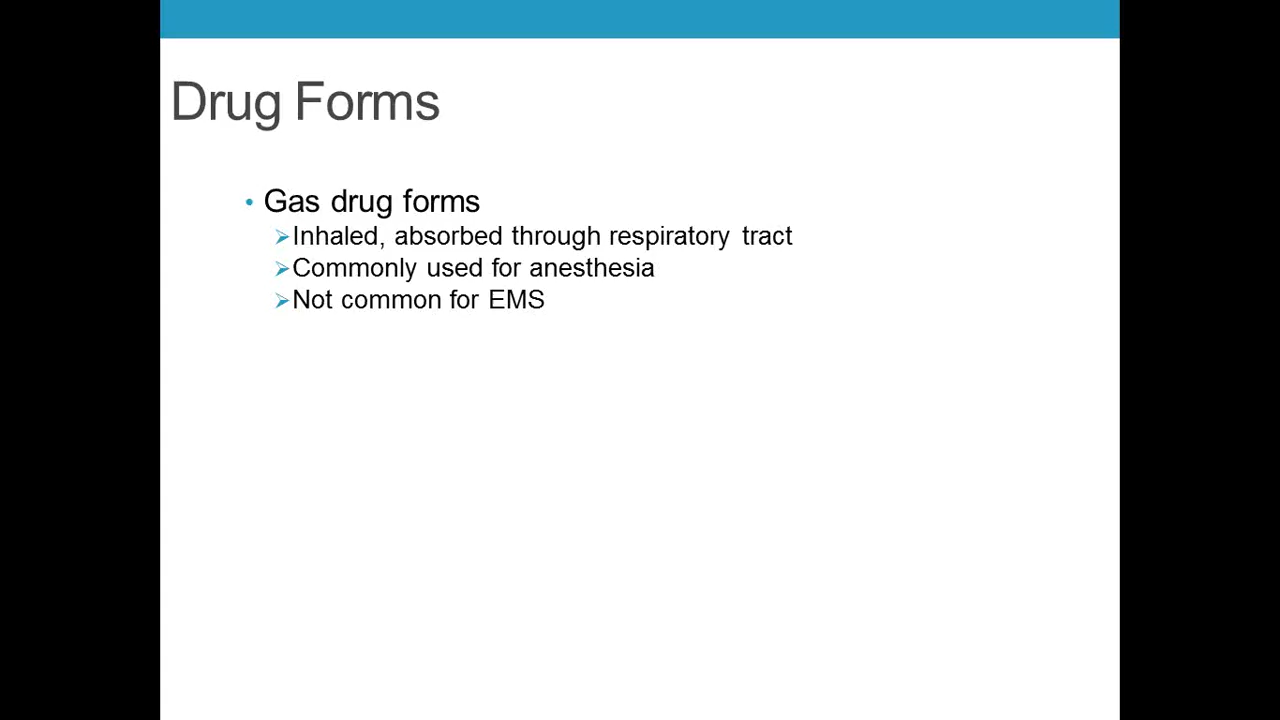 Drug Forms
• Gas drug forms
➢Inhaled, absorbed through respiratory tract
➢Commonly used for anesthesia
➢Not common for EMS